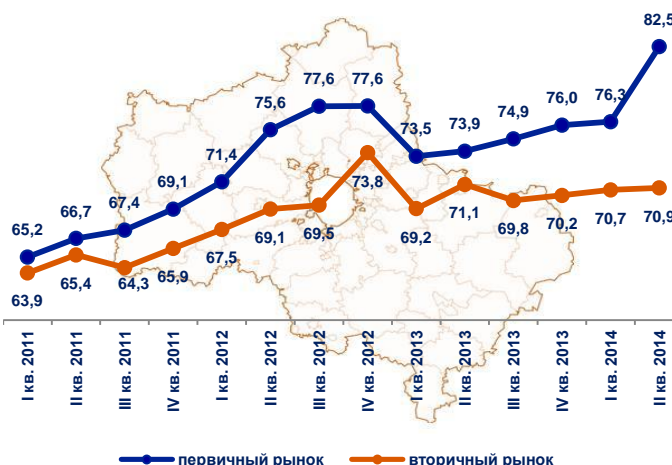 82,5
77,6 77,6
75,6 76,3
74,9 76,0
73,5 73,9
71,4
69,1
67,4
66,7
65,2
73,8
71,1
69,1 69,5 69,2 69,8 70,2 70,7 70,9
67,5
65,9
65,4 64,3
63,9
I кв. 2011
II кв. 2011
III кв. 2011
IV кв. 2011
I кв. 2012
II кв. 2012
III кв. 2012
IV кв. 2012
I кв. 2013
II кв. 2013
III кв. 2013
IV кв. 2013
I кв. 2014
II кв. 2014
первичный рынок вторичный рынок